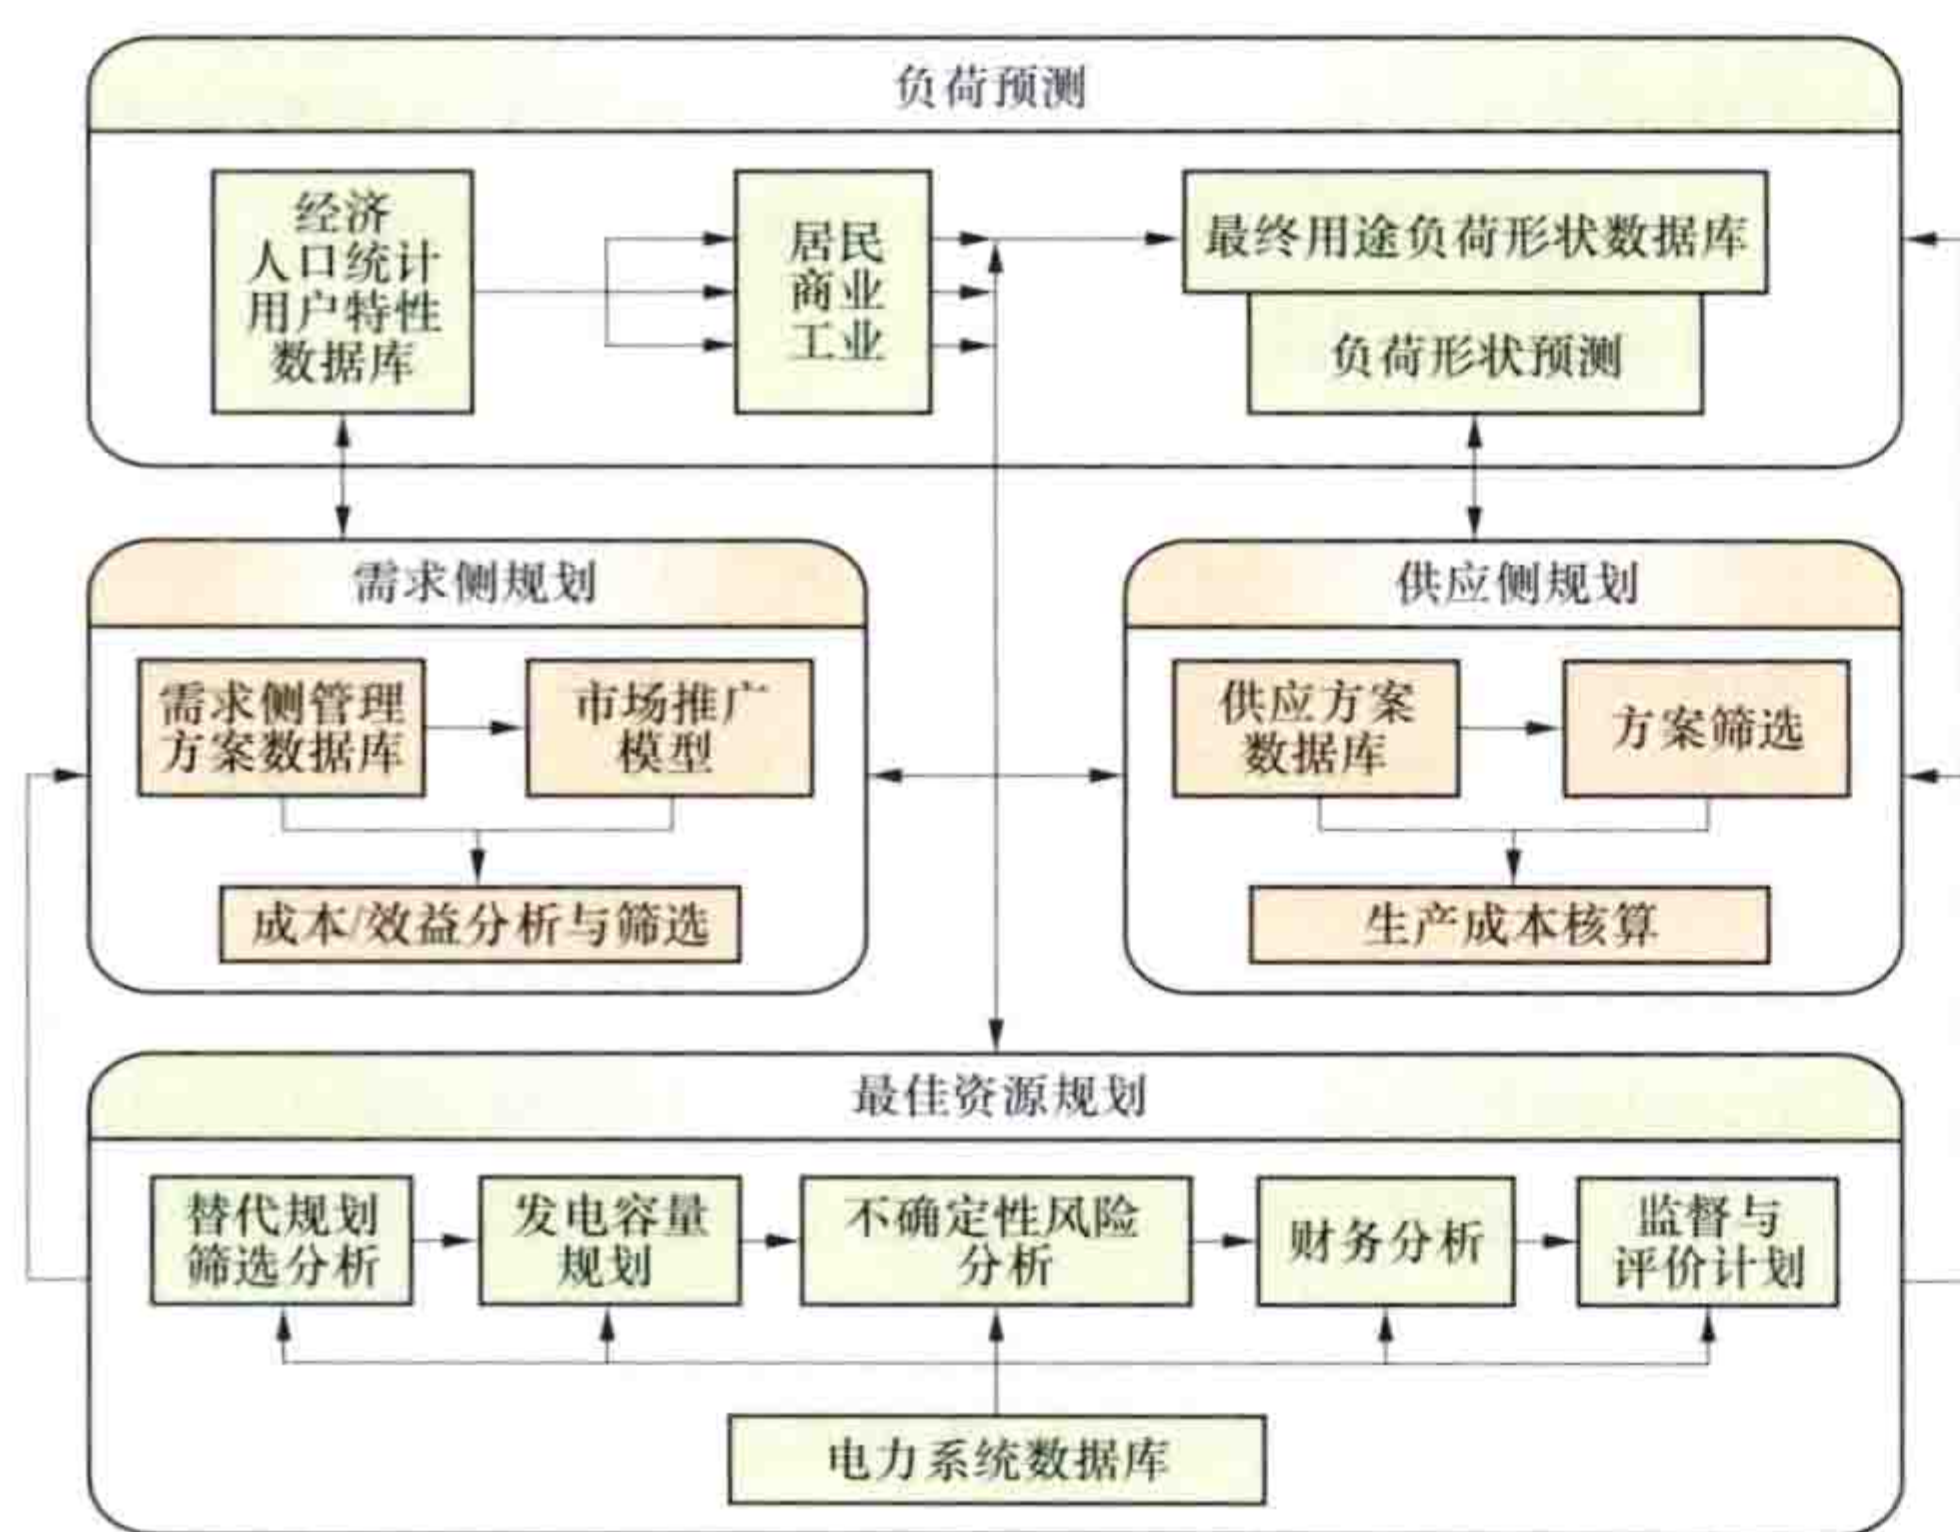 负荷预测
经济
人口统计
用户特性
数据库
居民
商业
工业
最终用途负荷形状数据库
负荷形状预测
需求侧规划
需求侧管理
方案数据库
市场推广
模型
成本/效益分析与筛选
供应侧规划
供应方案
数据库
方案筛选
生产成本核算
最佳资源规划
替代规划
筛选分析
发电容量
规划
不确定性风险
分析
财务分析
监督与
评价计划
电力系统数据库